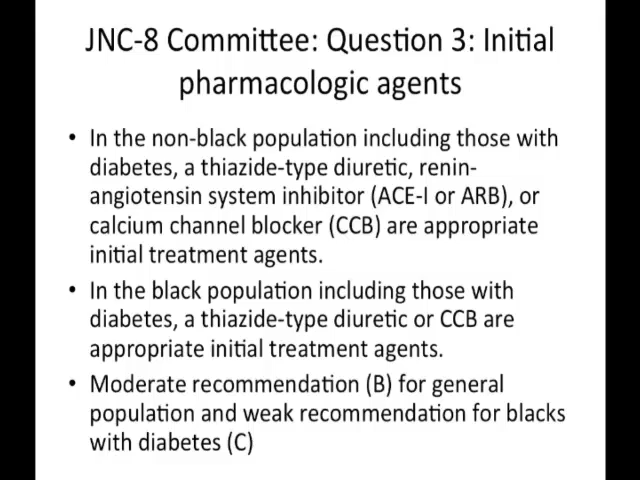 JNC-8 Committee: Question 3: Initial
pharmacologic agents
• In the non-black population including those with
diabetes, a thiazide-type diuretic, renin-
angiotensin system inhibitor (ACE-I or ARB), or
calcium channel blocker (CCB) are appropriate
initial treatment agents.
• In the black population including those with
diabetes, a thiazide-type diuretic or CCB are
appropriate initial treatment agents.
• Moderate recommendation (B) for general
population and weak recommendation for blacks
with diabetes (C)